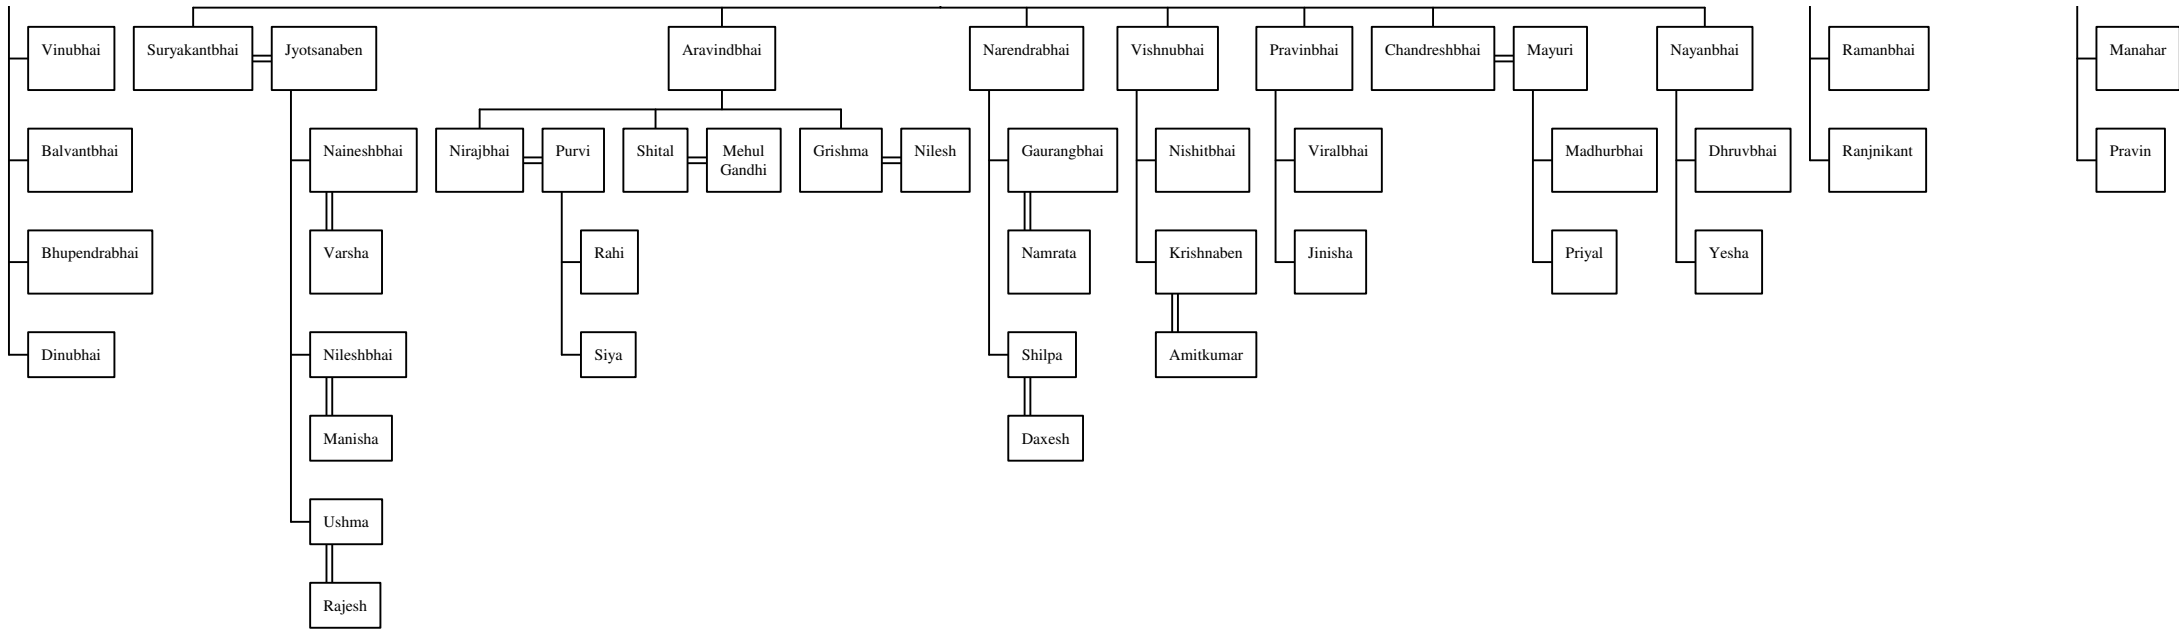 Vinubhai
Suryakantbhai
Jyotsanaben
Aravindbhai
Narendrabhai
Vishnubhai
Pravinbhai
Chandreshbhai
Mayuri
Nayanbhai
Ramanbhai
Manahar
Balvantbhai
Naineshbhai
Nirajbhai
Purvi
Shital
Mehul
Gandhi
Grishma
Nilesh
Gaurangbhai
Nishitbhai
Viralbhai
Madhurbhai
Dhruvbhai
Ranjnikant
Pravin
Bhupendrabhai
Varsha
Rahi
Namrata
Krishnaben
Jinisha
Priyal
Yesha
Dinubhai
Nileshbhai
Siya
Shilpa
Amitkumar
Manisha
Daxesh
Ushma
Rajesh